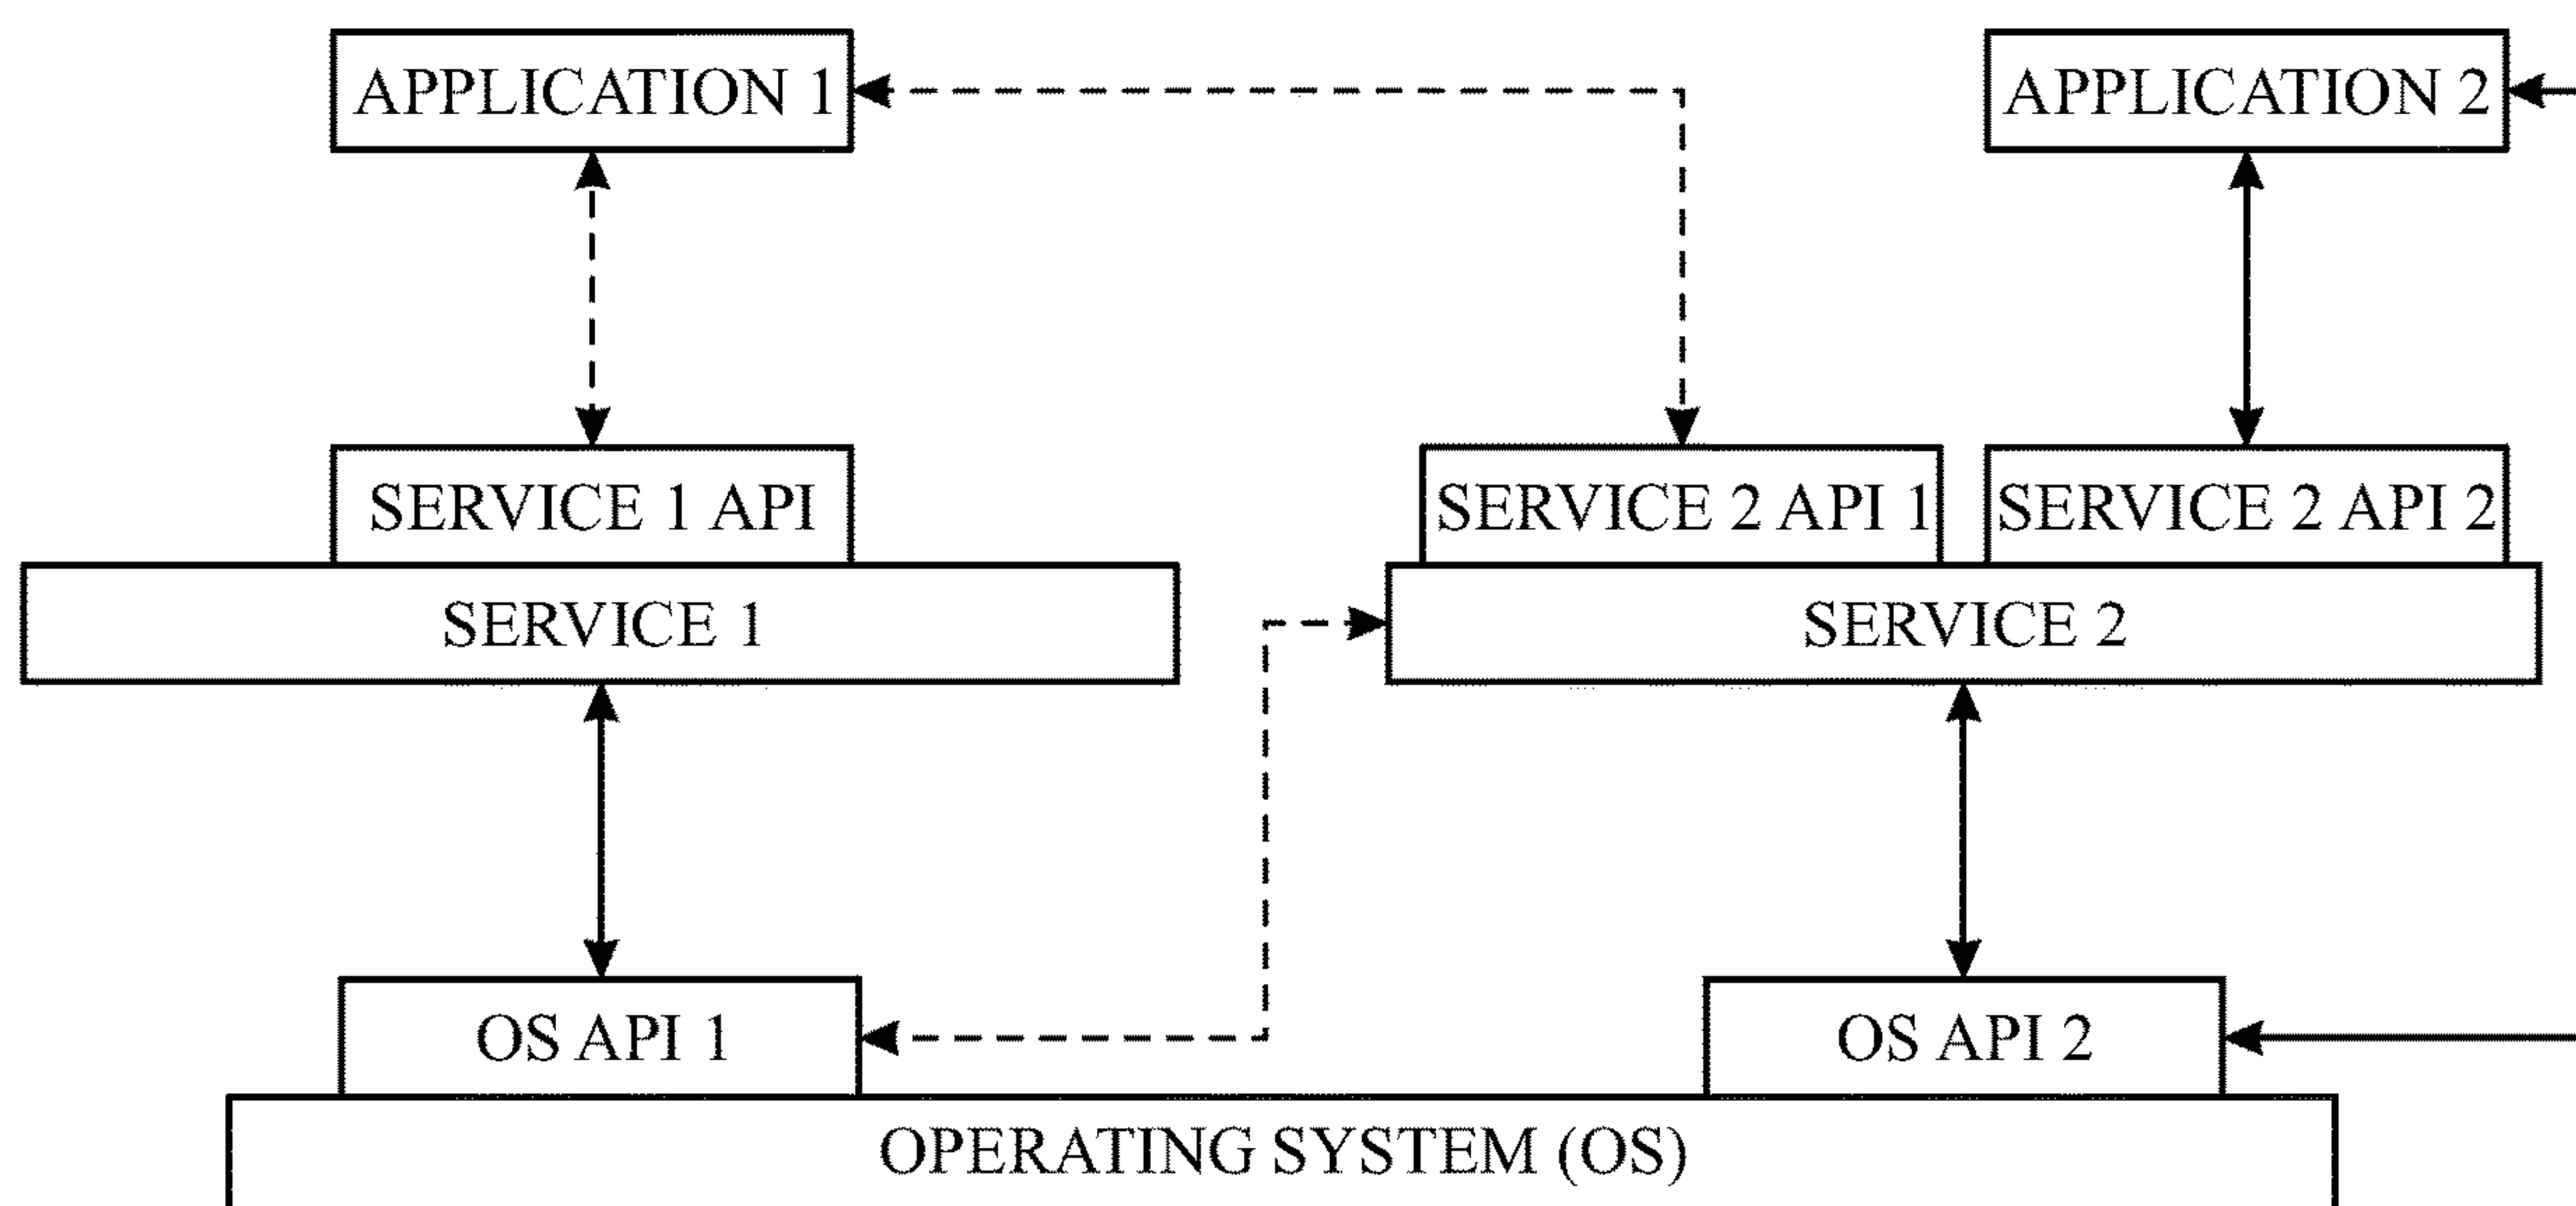 APPLICATION 1
APPLICATION 2
SERVICE 1 API
SERVICE 2 API 1
SERVICE 2 API 2
SERVICE 1
SERVICE 2
OS API 1
OS API 2
OPERATING SYSTEM (OS)